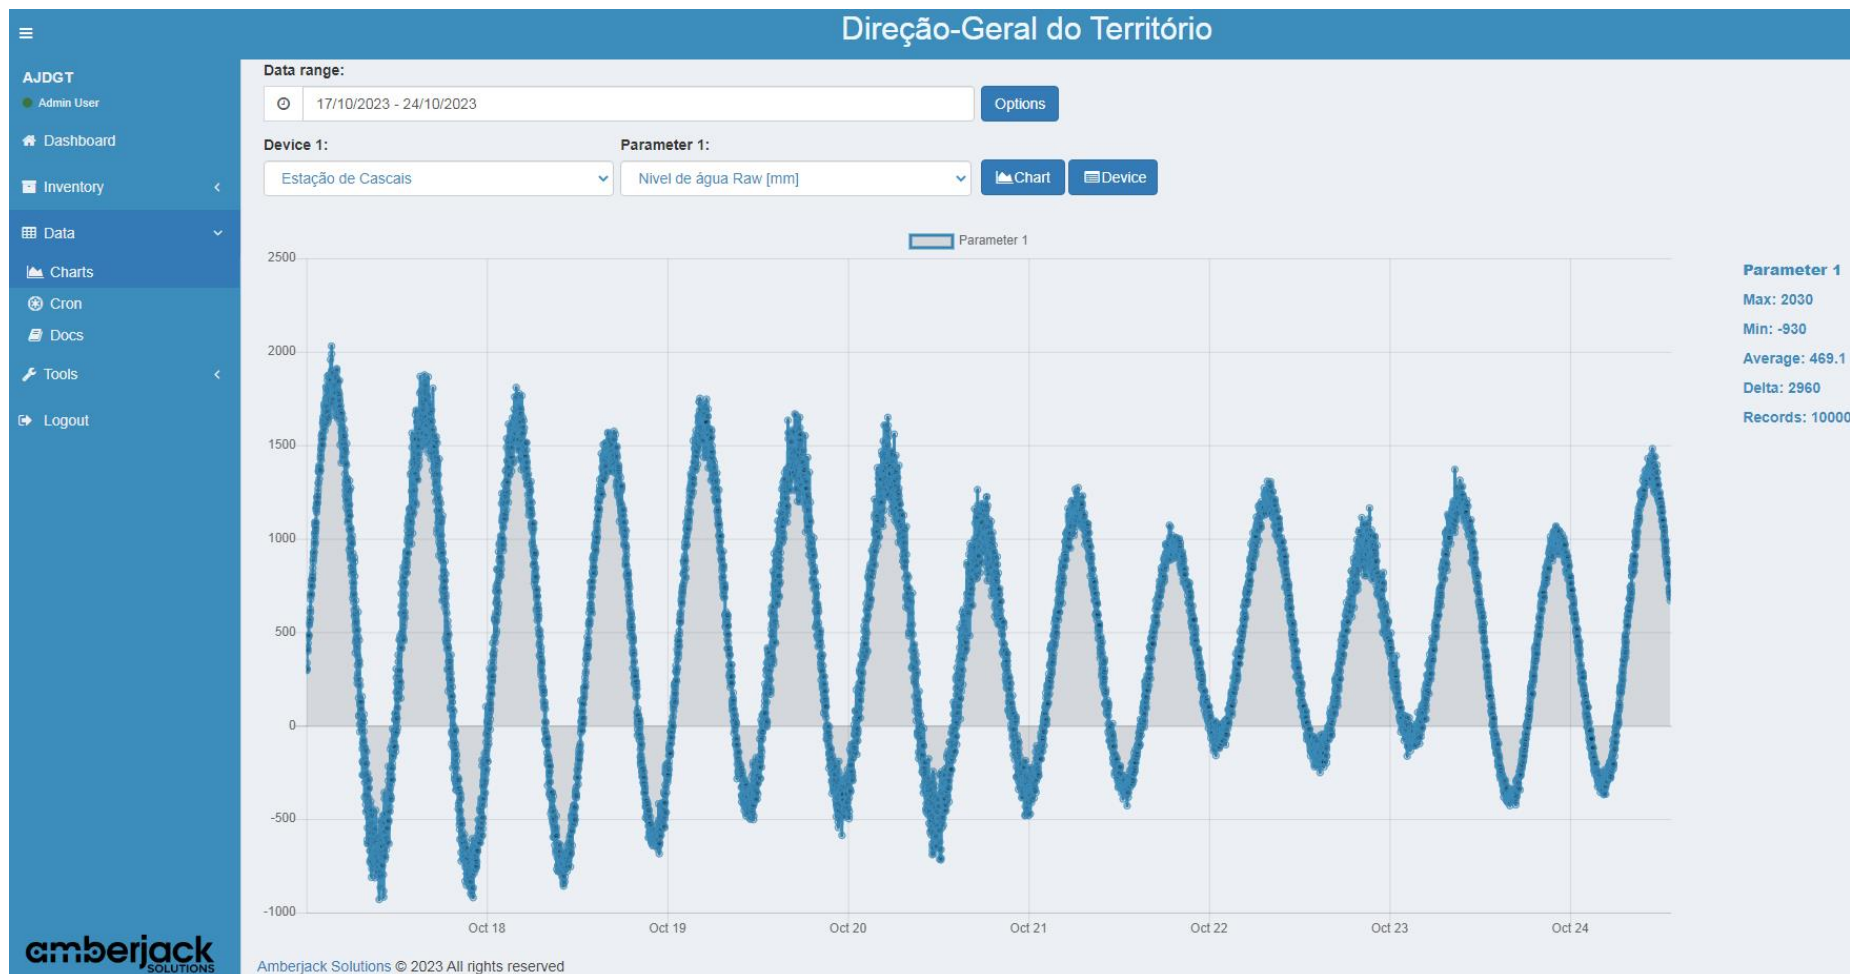 Direção-Geral do Território
AJDGT
Admin User
Dashboard
Inventory
Data
Charts
Cron
Docs
Tools
Logout
amberjack
SOLUTIONS
Data range:
17/10/2023 - 24/10/2023
Options
Device 1:
Parameter 1:
Estação de Cascais
Nivel de água Raw [mm]
Chart
Device
Parameter 1
2500
2000
1500
1000
500
0
-500
-1000
Oct 18
Oct 19
Oct 20
Oct 21
Oct 22
Oct 23
Oct 24
Parameter 1
Max: 2030
Min: -930
Average: 469.1
Delta: 2960
Records: 10000
Amberjack Solutions © 2023 All rights reserved